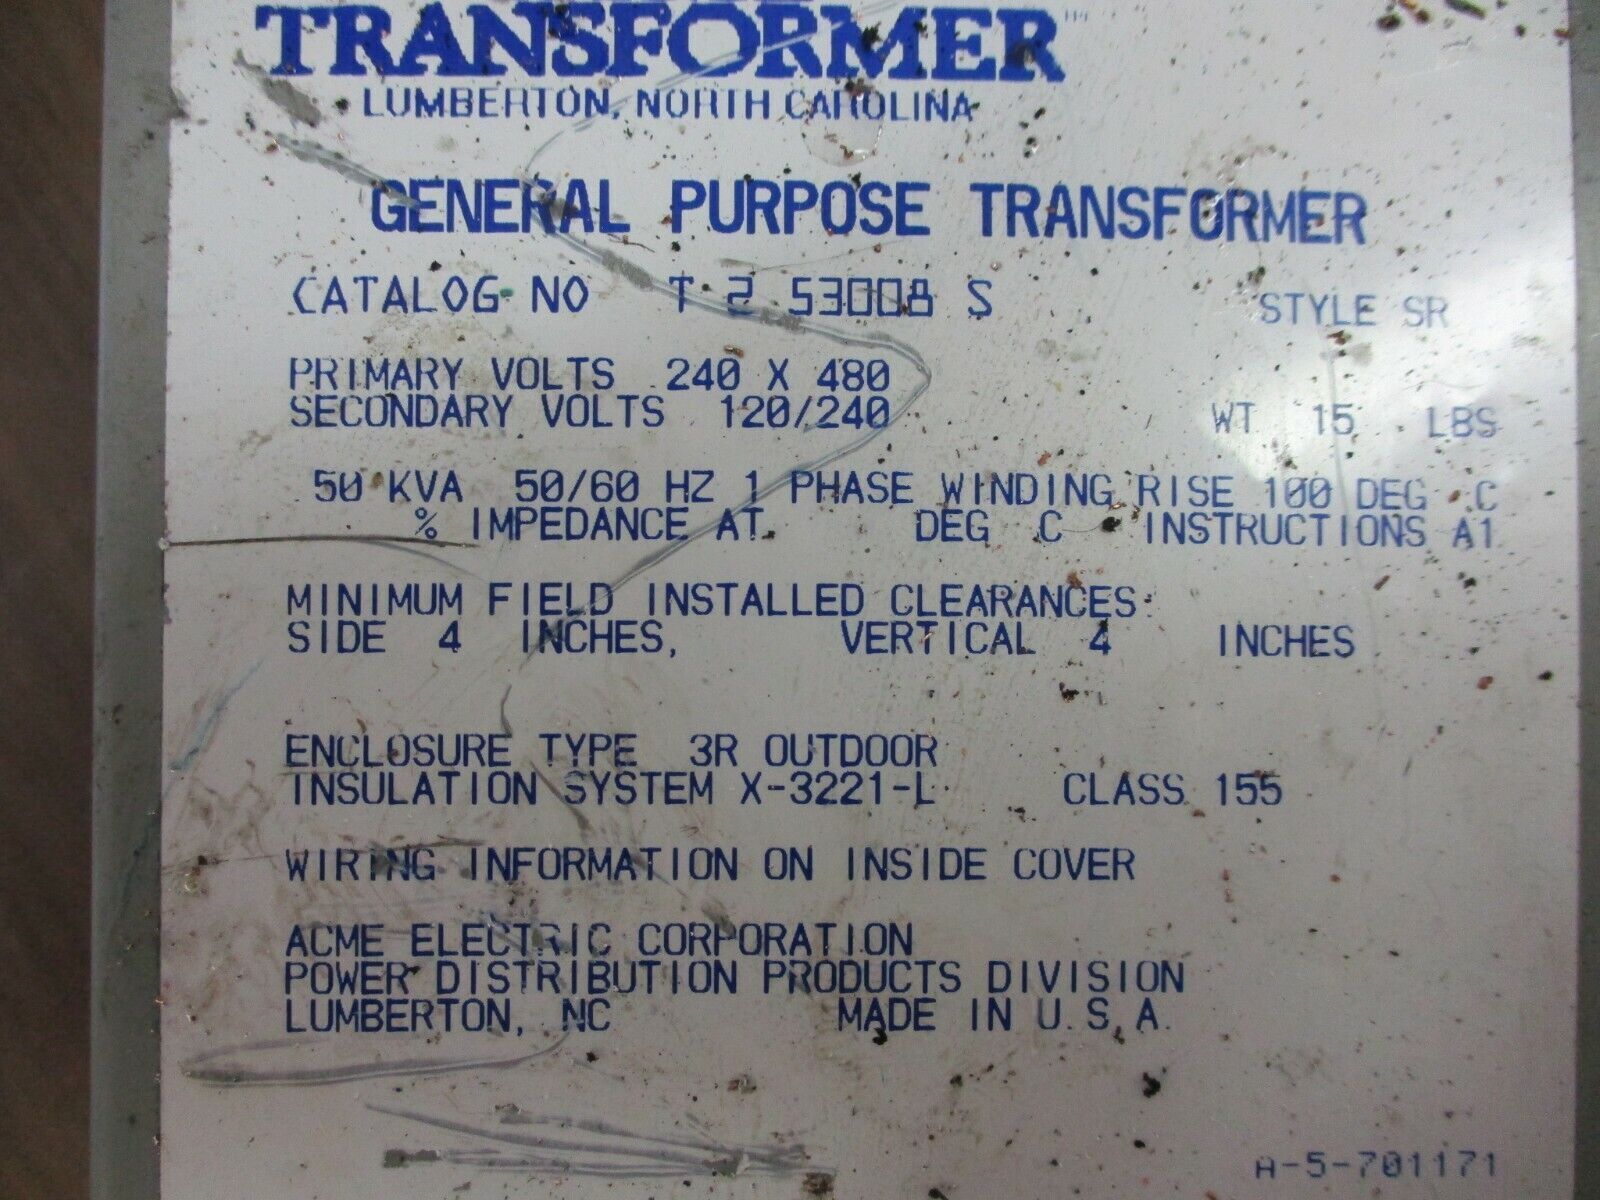 TRANSFORMER™
LUMBERTON, NORTH CAROLINA
GENERAL PURPOSE TRANSFORMER
CATALOG NO T 2 53008 S STYLE SR
PRIMARY VOLTS 240 X 480
SECONDARY VOLTS 120/240 WT 15 LBS
.50 KVA 50/60 HZ 1 PHASE WINDING RISE 100 DEG C
% IMPEDANCE AT DEG C INSTRUCTIONS A1
MINIMUM FIELD INSTALLED CLEARANCES:
SIDE 4 INCHES, VERTICAL 4 INCHES
ENCLOSURE TYPE 3R OUTDOOR
INSULATION SYSTEM X-3221-L CLASS 155
WIRING INFORMATION ON INSIDE COVER
ACME ELECTRIC CORPORATION
POWER DISTRIBUTION PRODUCTS DIVISION
LUMBERTON, NC MADE IN U.S.A.
A-5-701171